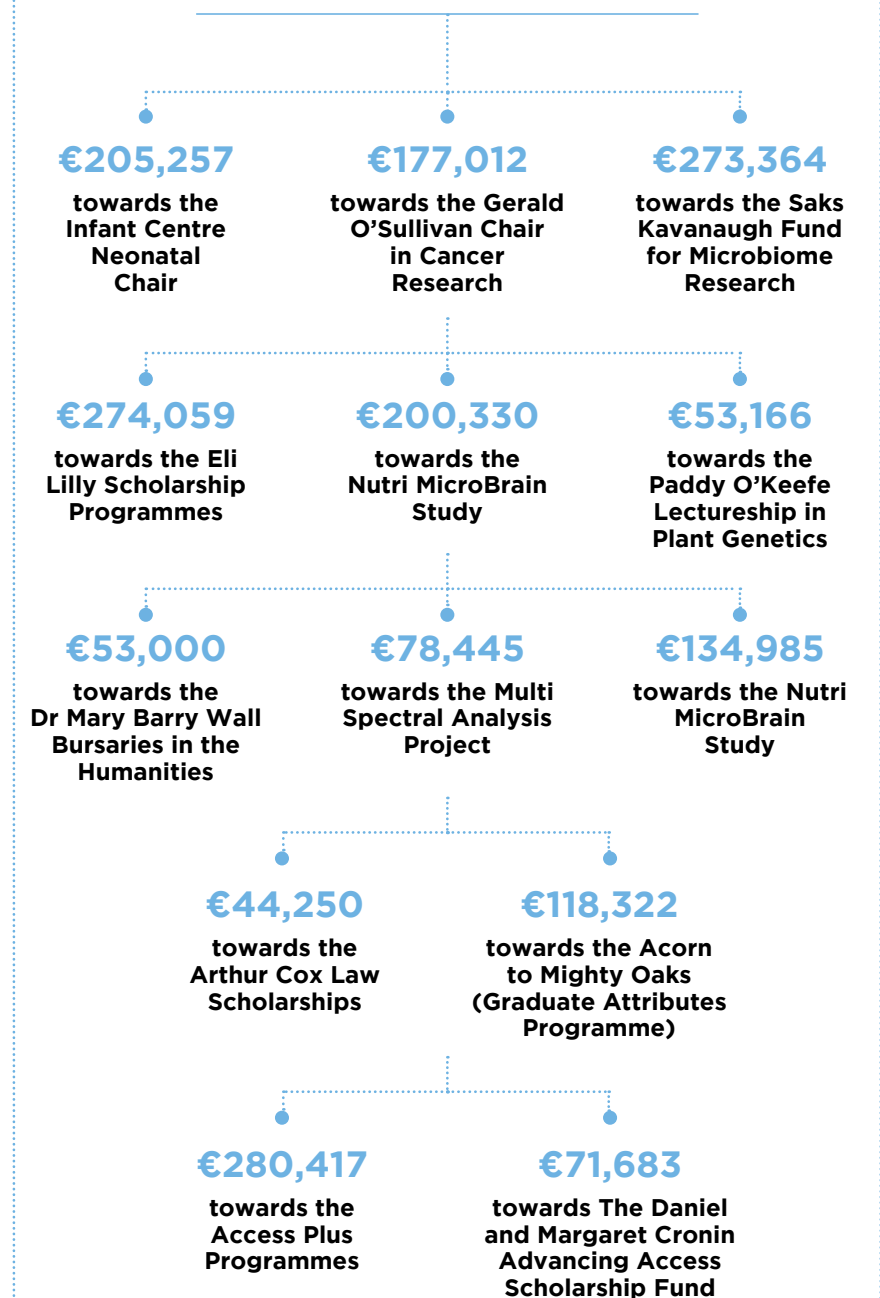 €205,257
towards the
Infant Centre
Neonatal
Chair
€177,012
towards the Gerald
O’Sullivan Chair
in Cancer
Research
€273,364
towards the Saks
Kavanaugh Fund
for Microbiome
Research
€274,059
towards the Eli
Lilly Scholarship
Programmes
€200,330
towards the
Nutri MicroBrain
Study
€53,166
towards the
Paddy O’Keefe
Lectureship in
Plant Genetics
€53,000
towards the
Dr Mary Barry Wall
Bursaries in the
Humanities
€78,445
towards the Multi
Spectral Analysis
Project
€134,985
towards the Nutri
MicroBrain
Study
€44,250
towards the
Arthur Cox Law
Scholarships
€118,322
towards the Acorn
to Mighty Oaks
(Graduate Attributes
Programme)
€280,417
towards the
Access Plus
Programmes
€71,683
towards The Daniel
and Margaret Cronin
Advancing Access
Scholarship Fund